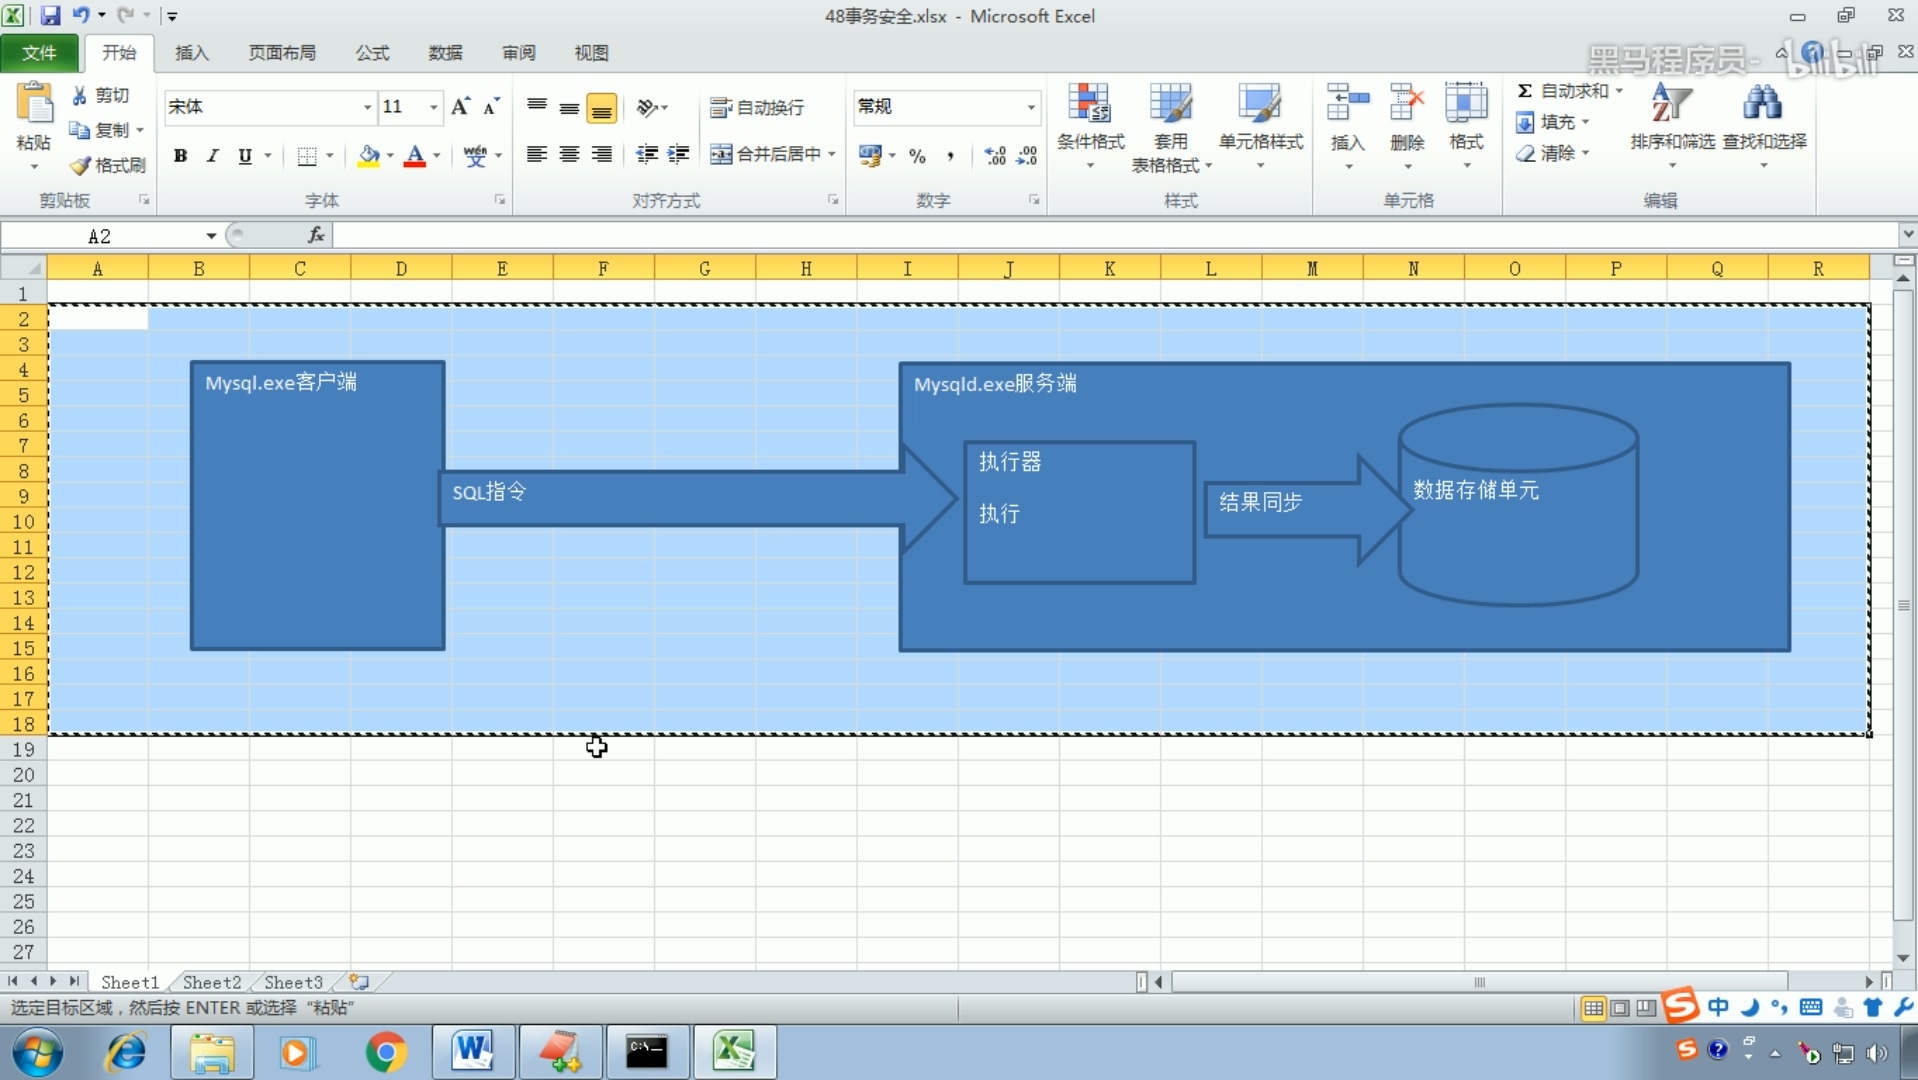 48事务安全.xlsx - Microsoft Excel
文件 开始 插入 页面布局 公式 数据 审阅 视图
黑马程序员- bilibili
粘贴 剪切 复制 格式刷 剪贴板
宋体 11 B I U wén 文 字体
自动换行 合并后居中 对齐方式
常规 % , 数字
条件格式 套用 表格格式 单元格样式 样式
插入 删除 格式 单元格
Σ 自动求和 填充 清除 排序和筛选 查找和选择 编辑
A2 fx
A B C D E F G H I J K L M N O P Q R
1
2
3
4
5
6
7
8
9
10
11
12
13
14
15
16
17
18
19
20
21
22
23
24
25
26
27
Mysql.exe客户端
SQL指令
Mysqld.exe服务端
执行器
执行
结果同步
数据存储单元
Sheet1 Sheet2 Sheet3
选定目标区域，然后按 ENTER 或选择“粘贴”
中